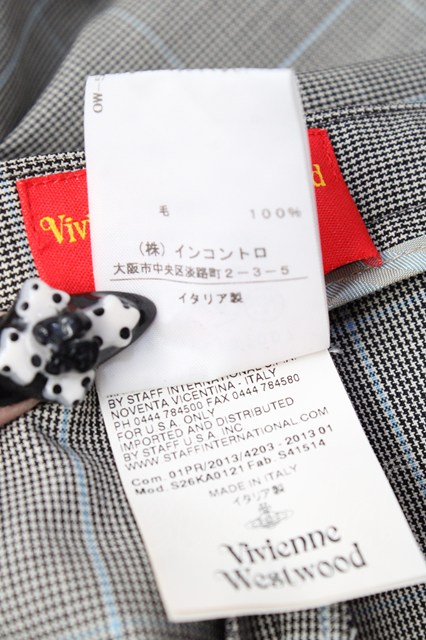 Vivie
d
毛 100%
(株) インコントロ
大阪市中央区淡路町2-3-5
イタリア製
BY STAFF INTERNATIONAL
NOVENTA VICENTINA - ITALY
PH 0444 784500 FAX 0444 784580
FOR U.S.A. ONLY
IMPORTED AND DISTRIBUTED
BY STAFF U.S.A. INC
WWW.STAFFINTERNATIONAL.COM
Com. 01PR/2013/4203 - 2013 01
Mod. S26KA0121 Fab. S41514
MADE IN ITALY
イタリア製
Vivienne
Westwood